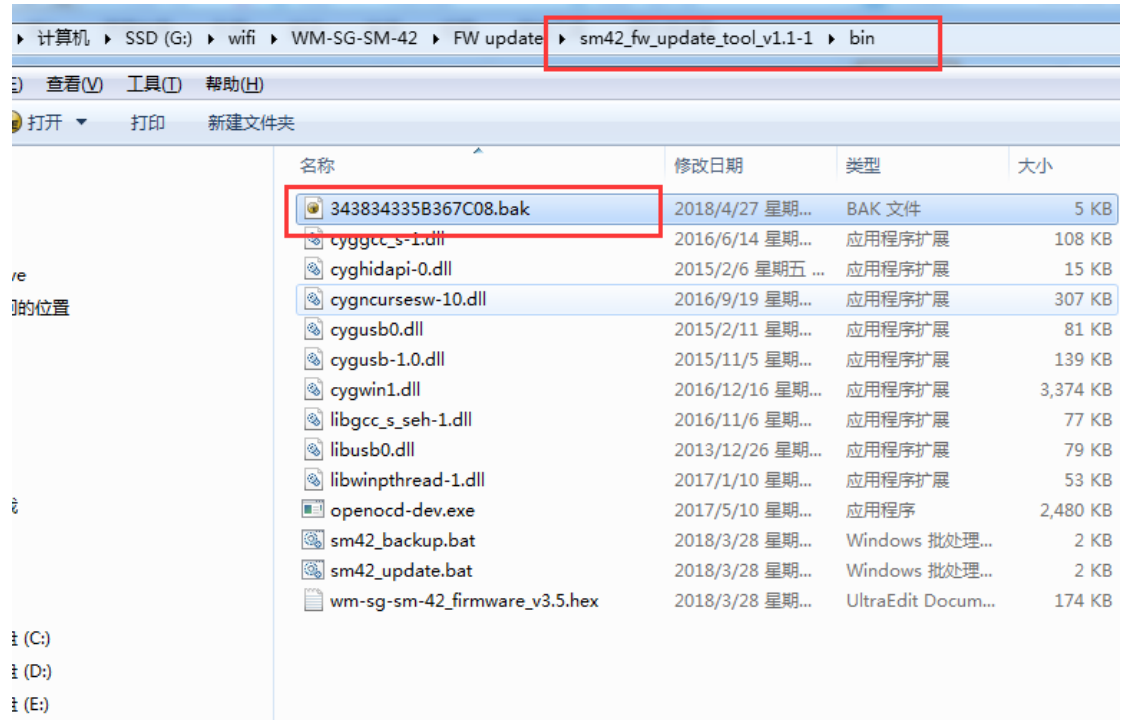 计算机 SSD (G:) wifi WM-SG-SM-42 FW update sm42_fw_update_tool_v1.1-1 bin
查看(V) 工具(T) 帮助(H)
打开 打印 新建文件夹
名称 修改日期 类型 大小
343834335B367C08.bak 2018/4/27 星期... BAK 文件 5 KB
cyggcc_s-1.dll 2016/6/14 星期... 应用程序扩展 108 KB
cyghidapi-0.dll 2015/2/6 星期五 ... 应用程序扩展 15 KB
cygncursesw-10.dll 2016/9/19 星期... 应用程序扩展 307 KB
cygusb0.dll 2015/2/11 星期... 应用程序扩展 81 KB
cygusb-1.0.dll 2015/11/5 星期... 应用程序扩展 139 KB
cygwin1.dll 2016/12/16 星期... 应用程序扩展 3,374 KB
libgcc_s_seh-1.dll 2016/11/6 星期... 应用程序扩展 77 KB
libusb0.dll 2013/12/26 星期... 应用程序扩展 79 KB
libwinpthread-1.dll 2017/1/10 星期... 应用程序扩展 53 KB
openocd-dev.exe 2017/5/10 星期... 应用程序 2,480 KB
sm42_backup.bat 2018/3/28 星期... Windows 批处理... 2 KB
sm42_update.bat 2018/3/28 星期... Windows 批处理... 2 KB
wm-sg-sm-42_firmware_v3.5.hex 2018/3/28 星期... UltraEdit Docum... 174 KB
ve
的位置
(C:)
(D:)
(E:)